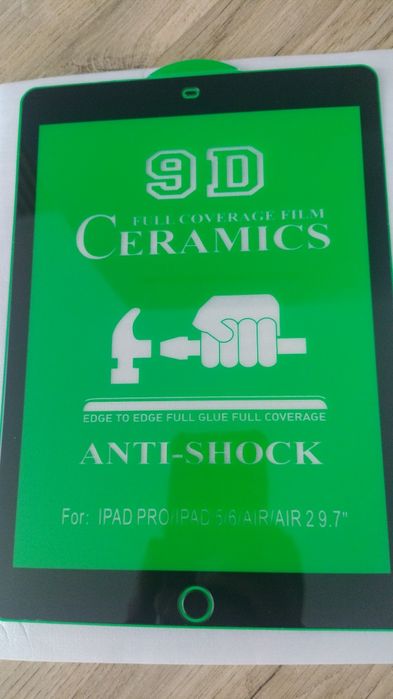 9D
FULL COVERAGE FILM
CERAMICS
EDGE TO EDGE FULL GLUE FULL COVERAGE
ANTI-SHOCK
For: IPAD PRO/IPAD 5/6/AIR/AIR 2 9.7"